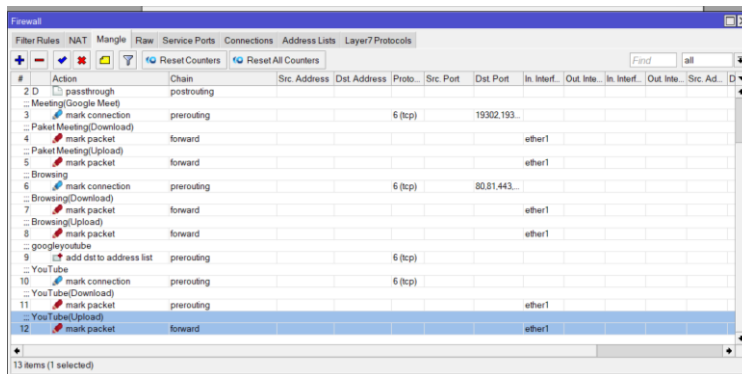 Firewall
Filter Rules NAT Mangle Raw Service Ports Connections Address Lists Layer7 Protocols
Reset Counters Reset All Counters Find all
# Action Chain Src. Address Dst. Address Proto... Src. Port Dst. Port In. Interf... Out. Inte... In. Interf... Out. Inte... Src. Ad... D
2 D passthrough postrouting
::: Meeting(Google Meet)
3 mark connection prerouting 6 (tcp) 19302,193...
::: Paket Meeting(Download)
4 mark packet forward ether1
::: Paket Meeting(Upload)
5 mark packet forward ether1
::: Browsing
6 mark connection prerouting 6 (tcp) 80,81,443,...
::: Browsing(Download)
7 mark packet forward ether1
::: Browsing(Upload)
8 mark packet forward ether1
::: googleyoutube
9 add dst to address list prerouting 6 (tcp)
::: YouTube
10 mark connection prerouting 6 (tcp)
::: YouTube(Download)
11 mark packet prerouting ether1
::: YouTube(Upload)
12 mark packet forward ether1
13 items (1 selected)